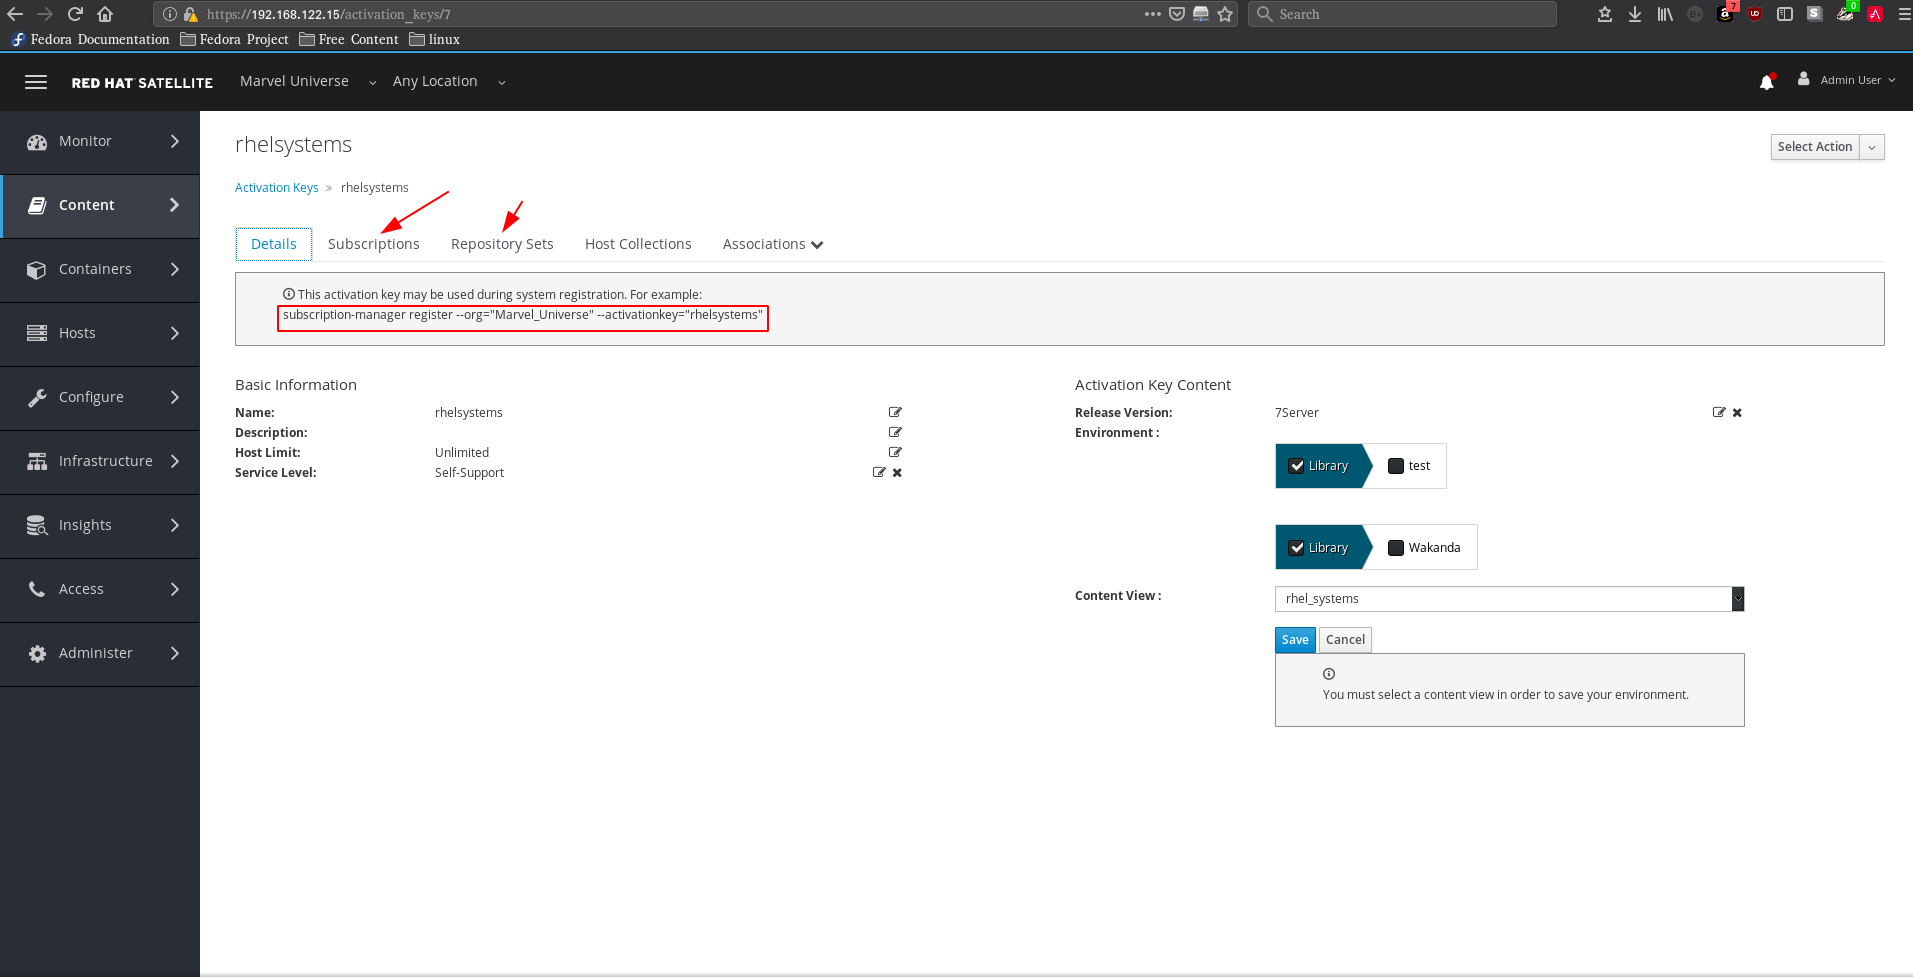 https://192.168.122.15/activation_keys/7
Search
7
0
Fedora Documentation Fedora Project Free Content linux
RED HAT SATELLITE Marvel Universe Any Location Admin User
Monitor
Content
Containers
Hosts
Configure
Infrastructure
Insights
Access
Administer
rhelsystems
Select Action
Activation Keys » rhelsystems
Details Subscriptions Repository Sets Host Collections Associations
This activation key may be used during system registration. For example:
subscription-manager register --org="Marvel_Universe" --activationkey="rhelsystems"
Basic Information
Name: rhelsystems
Description:
Host Limit: Unlimited
Service Level: Self-Support
Activation Key Content
Release Version: 7Server
Environment :
Library test
Library Wakanda
Content View : rhel_systems
Save Cancel
You must select a content view in order to save your environment.